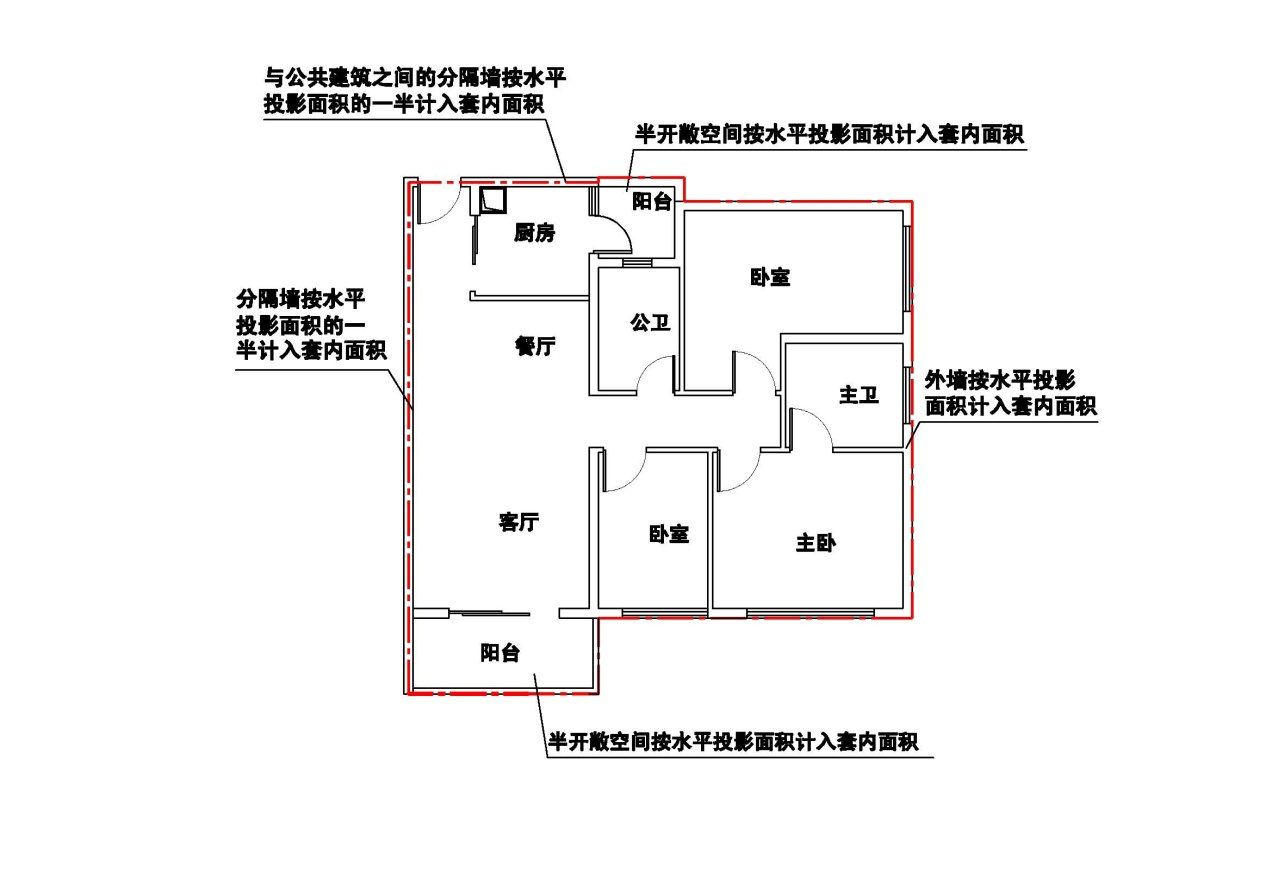 与公共建筑之间的分隔墙按水平
投影面积的一半计入套内面积
半开敞空间按水平投影面积计入套内面积
阳台
厨房
卧室
分隔墙按水平
投影面积的一
半计入套内面积
公卫
餐厅
主卫
外墙按水平投影
面积计入套内面积
客厅
卧室
主卧
阳台
半开敞空间按水平投影面积计入套内面积